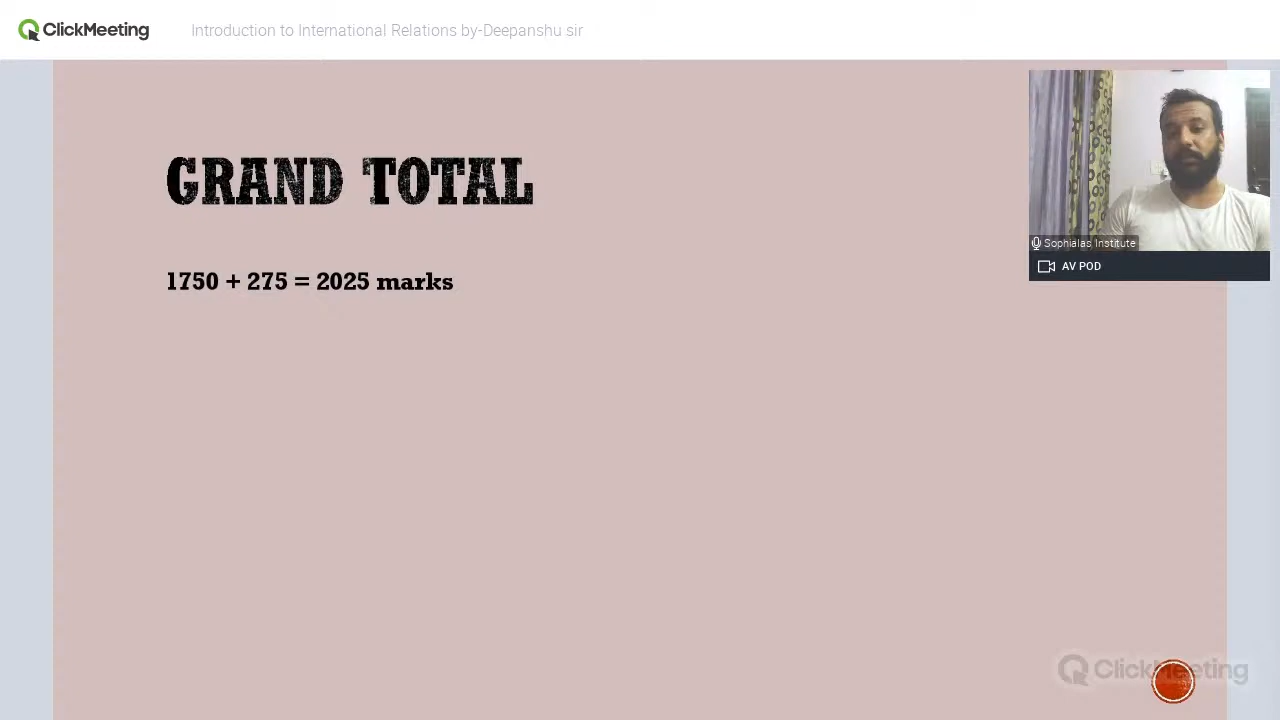 ClickMeeting
Introduction to International Relations by-Deepanshu sir
GRAND TOTAL
1750 + 275 = 2025 marks
Sophialas Institute
AV POD
ClickMeeting